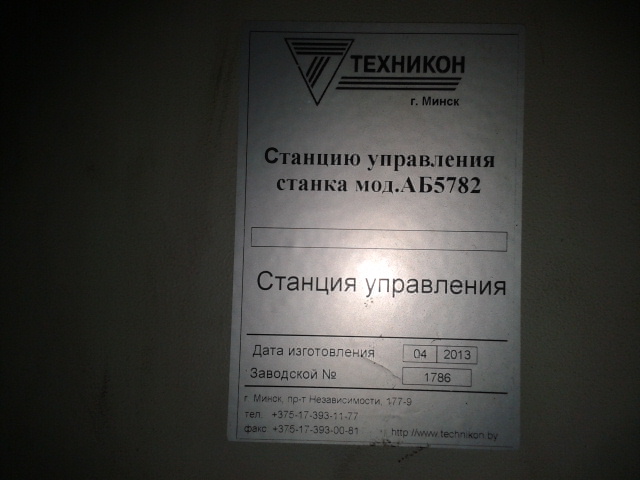 ТЕХНИКОН
г. Минск
Станцию управления
станка мод.АБ5782
Станция управления
Дата изготовления 04 2013
Заводской № 1786
г. Минск, пр-т Независимости, 177-9
тел. +375-17-393-11-77
факс +375-17-393-00-81 http://www.technikon.by